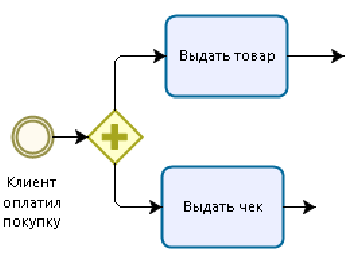 Выдать товар
Клиент
оплатил
покупку
Выдать чек